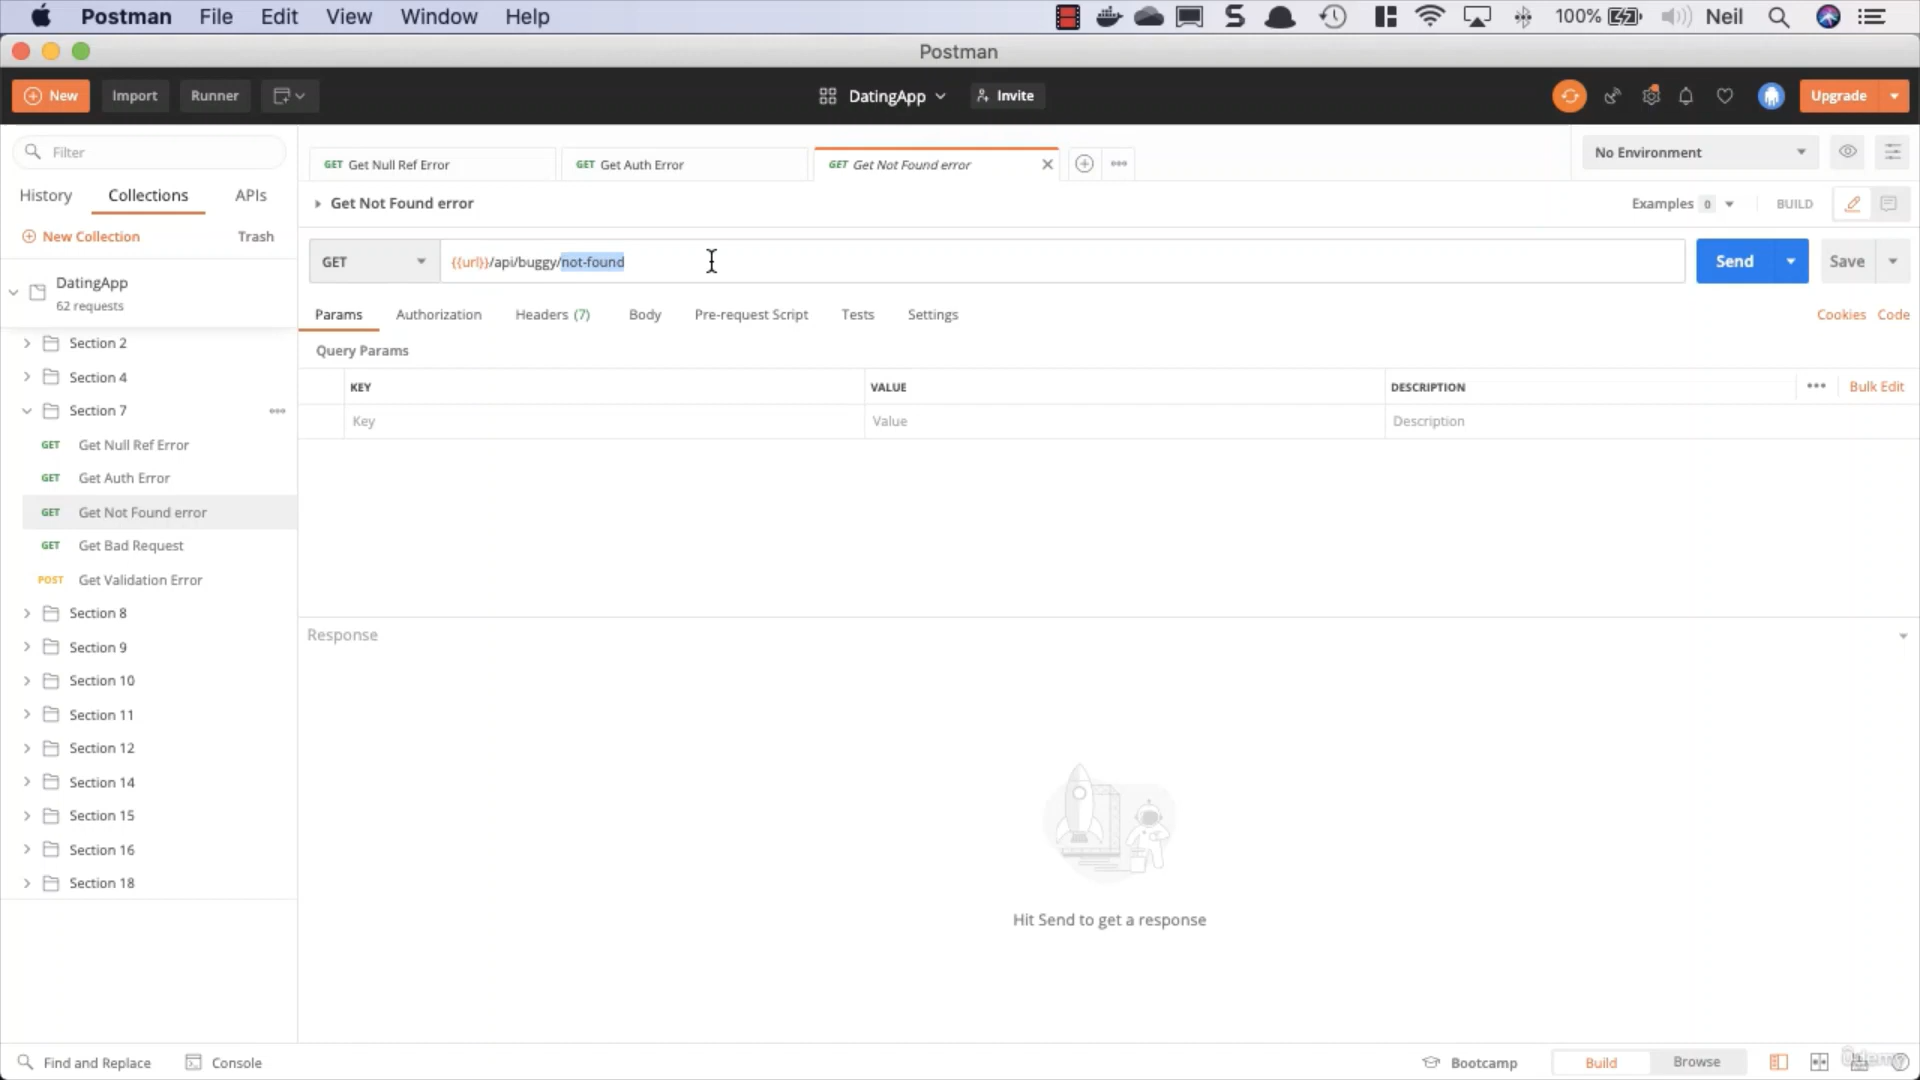 Postman File Edit View Window Help 100% Neil
Postman
New Import Runner DatingApp Invite Upgrade
Filter
GET Get Null Ref Error GET Get Auth Error GET Get Not Found error No Environment
History Collections APIs
Get Not Found error Examples 0 BUILD
New Collection Trash
GET {{url}}/api/buggy/not-found Send Save
DatingApp
62 requests
Params Authorization Headers (7) Body Pre-request Script Tests Settings Cookies Code
Query Params
KEY VALUE DESCRIPTION Bulk Edit
Key Value Description
Section 2
Section 4
Section 7
GET Get Null Ref Error
GET Get Auth Error
GET Get Not Found error
GET Get Bad Request
POST Get Validation Error
Section 8
Section 9
Section 10
Section 11
Section 12
Section 14
Section 15
Section 16
Section 18
Response
Hit Send to get a response
Find and Replace Console Bootcamp Build Browse
Udemy